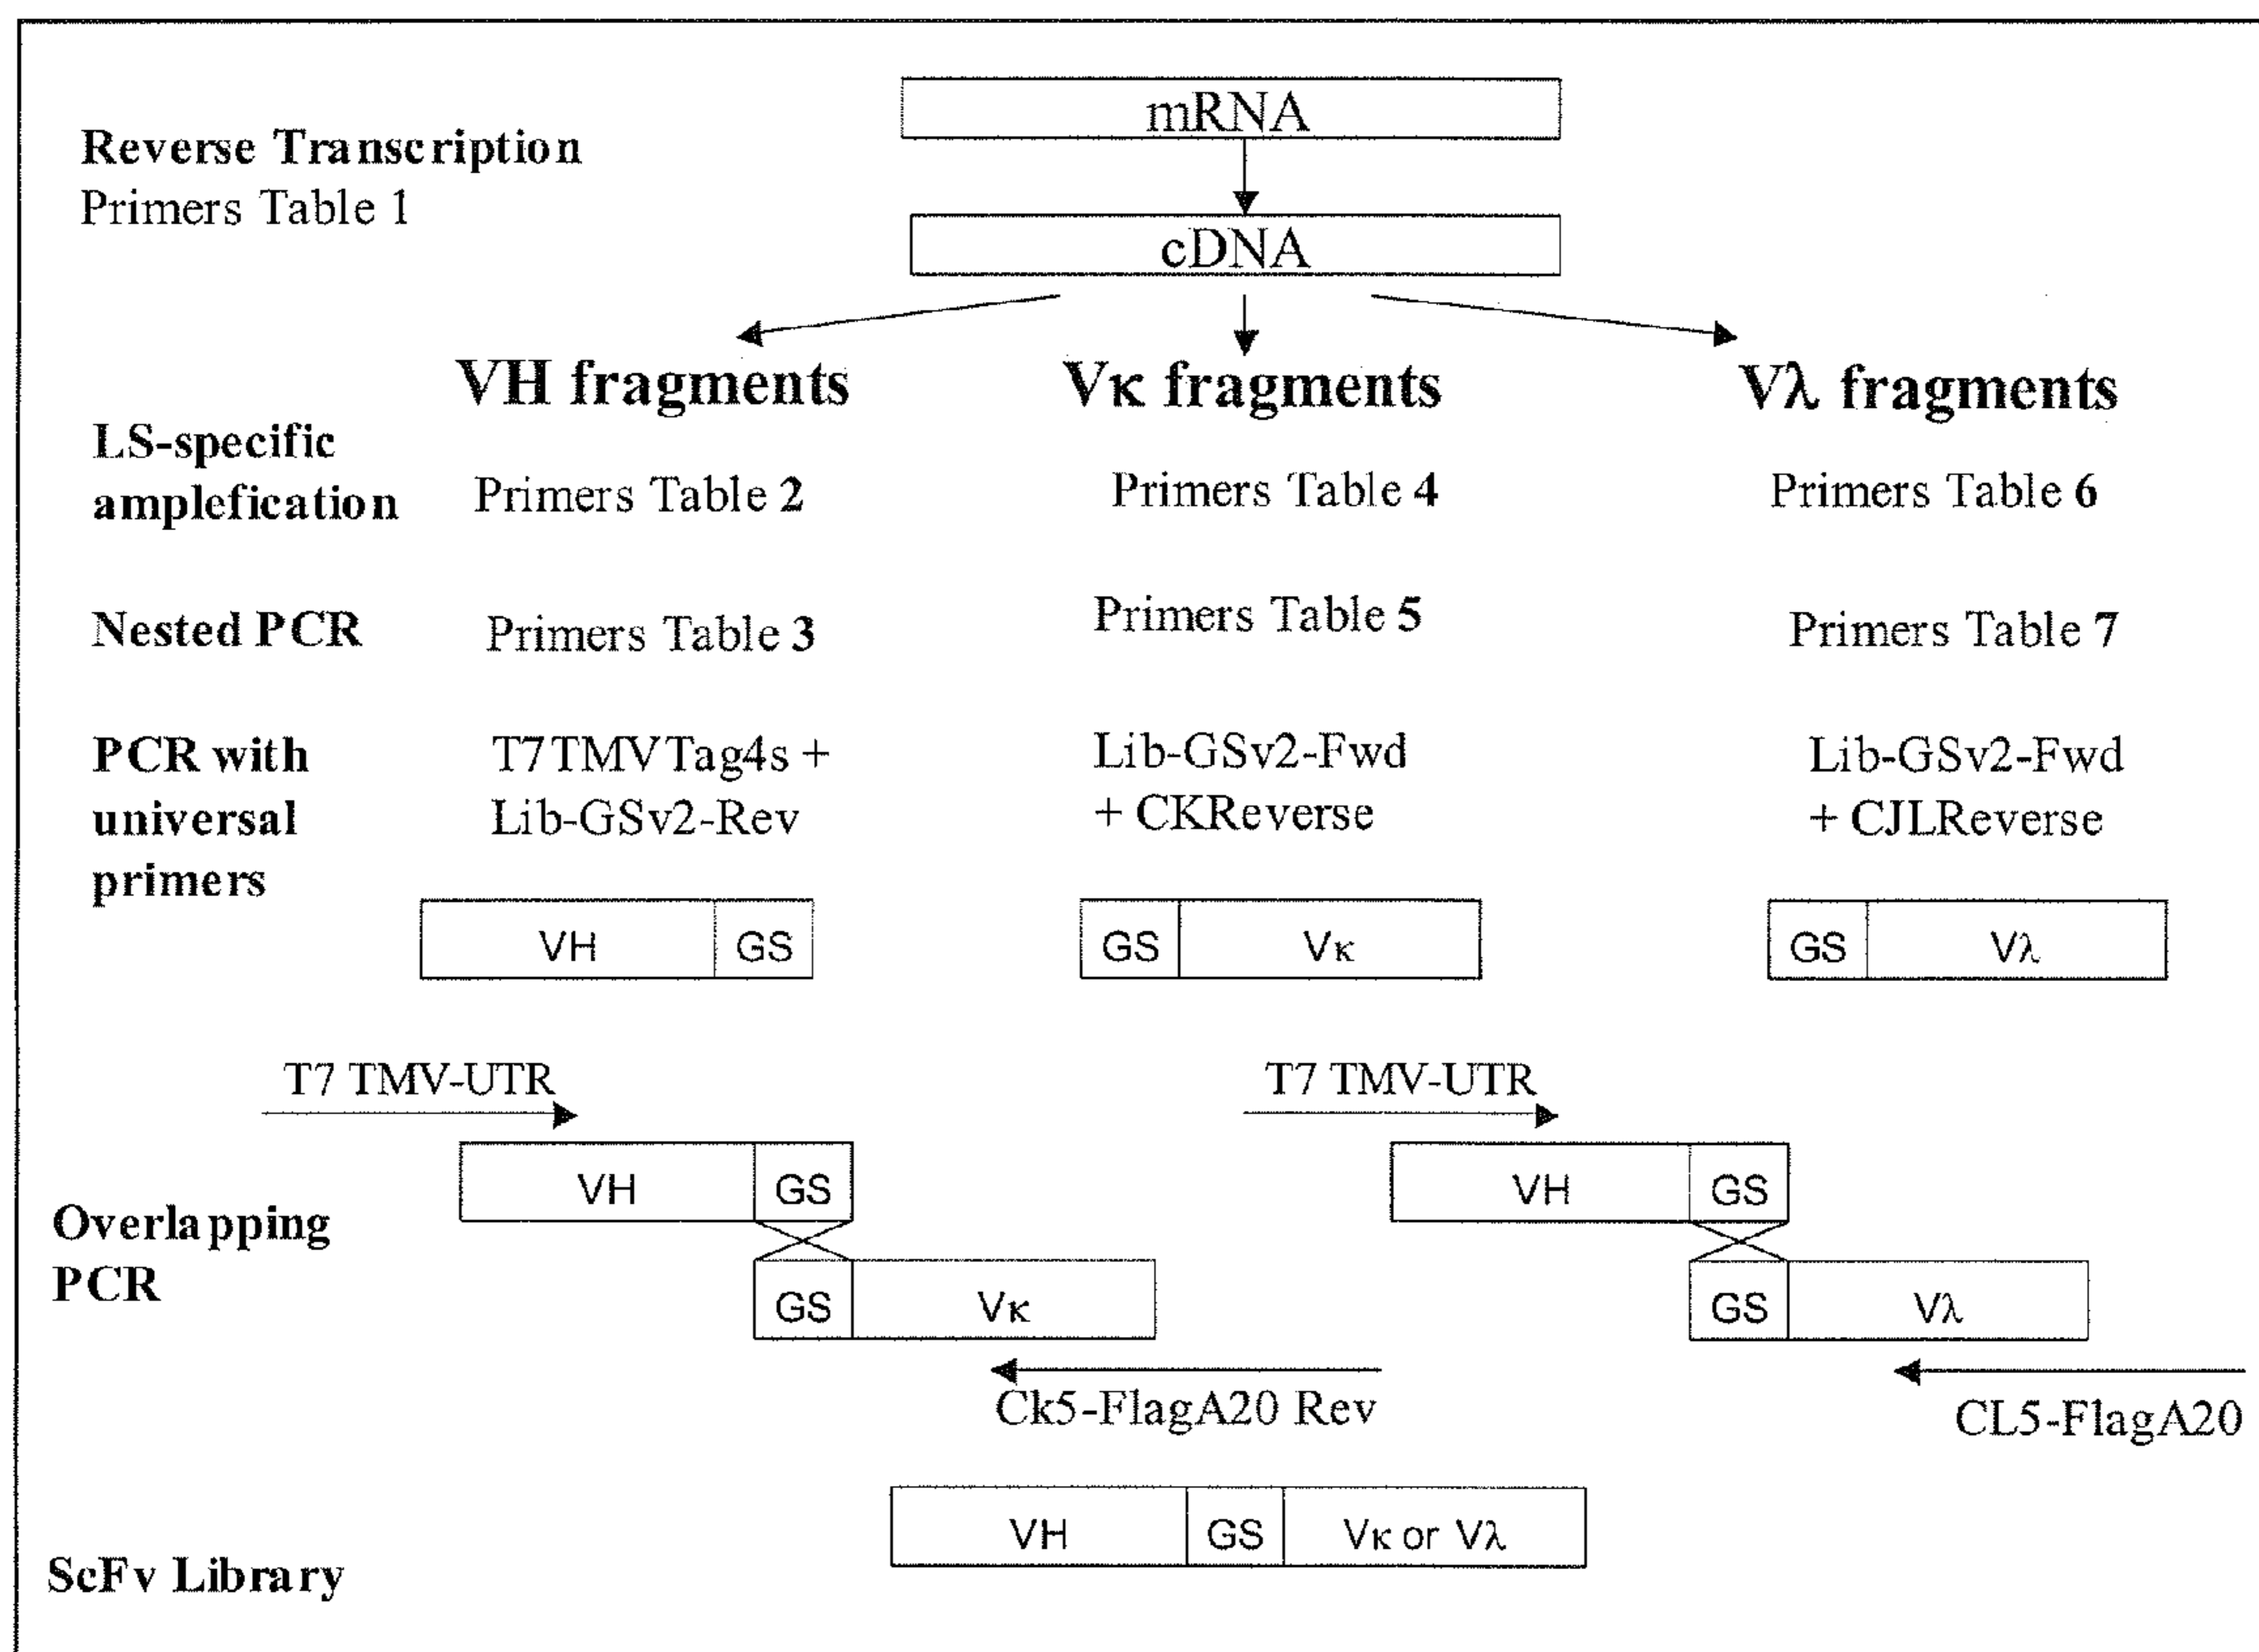 mRNA
Reverse Transcription
Primers Table 1
cDNA
VH fragments
Vκ fragments
Vλ fragments
LS-specific
amplefication
Primers Table 2
Primers Table 4
Primers Table 6
Nested PCR
Primers Table 3
Primers Table 5
Primers Table 7
PCR with
universal
primers
T7TMVTag4s +
Lib-GSv2-Rev
Lib-GSv2-Fwd
+ CKReverse
Lib-GSv2-Fwd
+ CJLReverse
VH GS
GS Vκ
GS Vλ
T7 TMV-UTR
T7 TMV-UTR
Overlapping
PCR
VH GS
GS Vκ
Ck5-FlagA20 Rev
VH GS
GS Vλ
CL5-FlagA20
ScFv Library
VH GS Vκ or Vλ